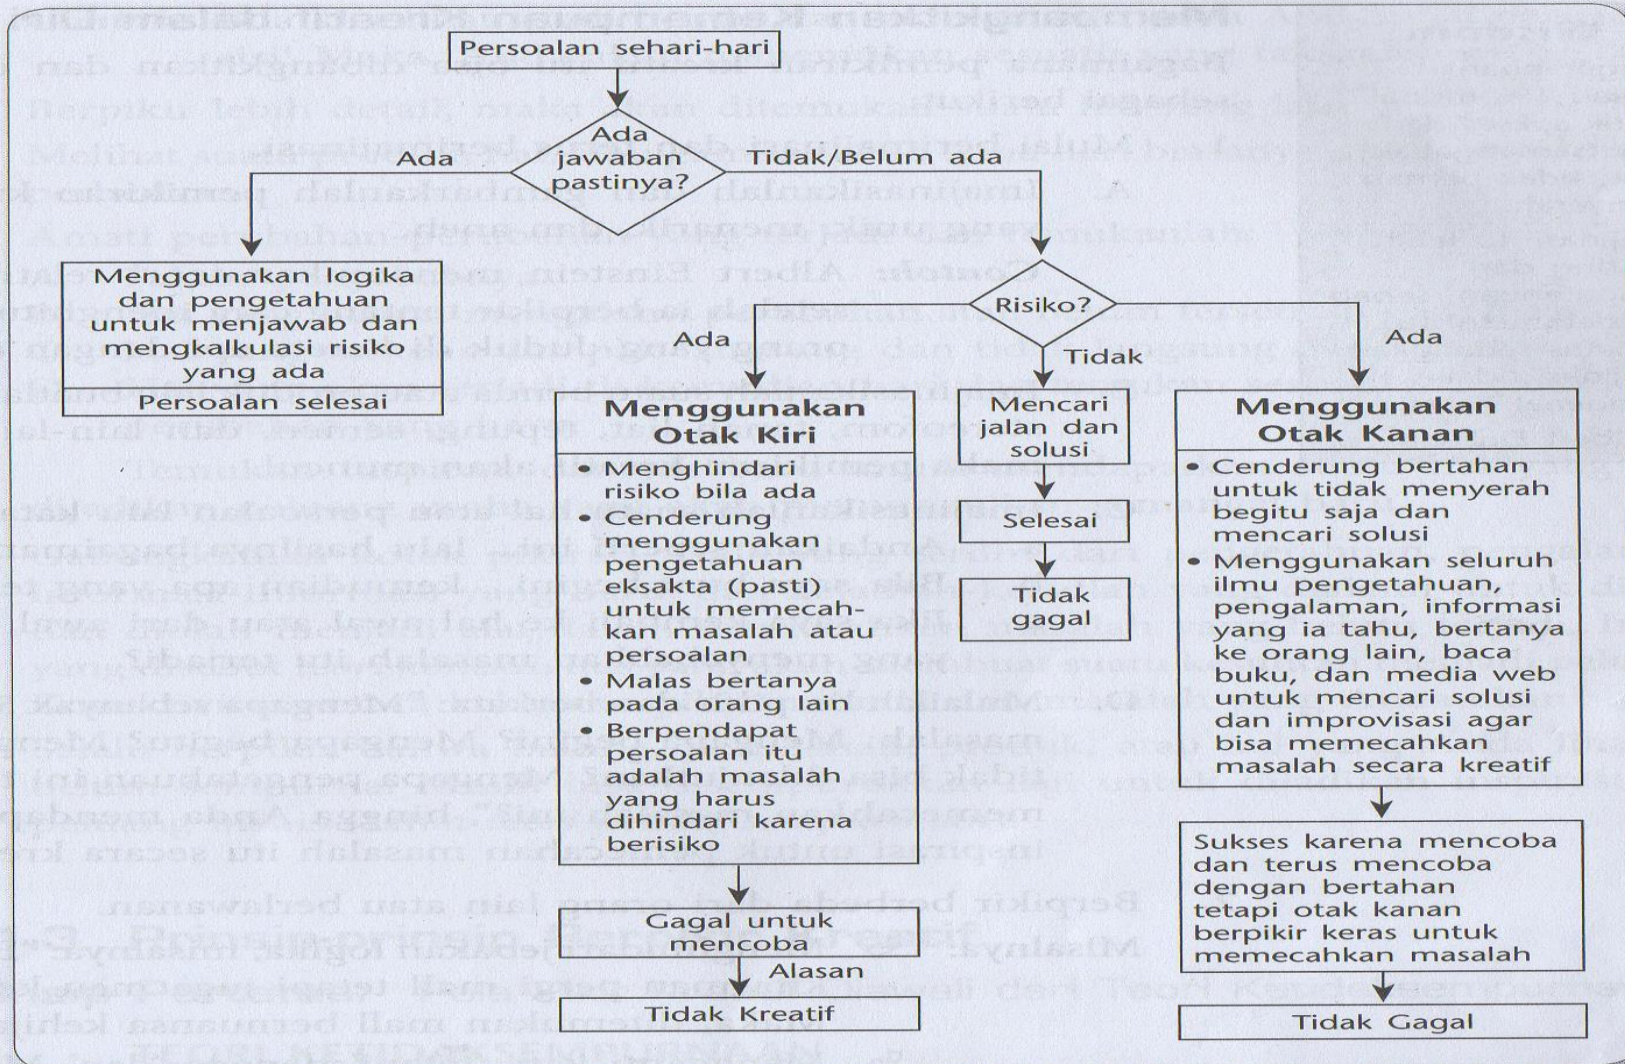 Persoalan sehari-hari
Ada
jawaban
pastinya?
Ada
Tidak/Belum ada
Menggunakan logika
dan pengetahuan
untuk menjawab dan
mengkalkulasi risiko
yang ada
Persoalan selesai
Risiko?
Ada
Tidak
Ada
Menggunakan
Otak Kiri
• Menghindari
risiko bila ada
• Cenderung
menggunakan
pengetahuan
eksakta (pasti)
untuk memecah-
kan masalah atau
persoalan
• Malas bertanya
pada orang lain
• Berpendapat
persoalan itu
adalah masalah
yang harus
dihindari karena
berisiko
Gagal untuk
mencoba
Alasan
Tidak Kreatif
Mencari
jalan dan
solusi
Selesai
Tidak
gagal
Menggunakan
Otak Kanan
• Cenderung bertahan
untuk tidak menyerah
begitu saja dan
mencari solusi
• Menggunakan seluruh
ilmu pengetahuan,
pengalaman, informasi
yang ia tahu, bertanya
ke orang lain, baca
buku, dan media web
untuk mencari solusi
dan improvisasi agar
bisa memecahkan
masalah secara kreatif
Sukses karena mencoba
dan terus mencoba
dengan bertahan
tetapi otak kanan
berpikir keras untuk
memecahkan masalah
Tidak Gagal